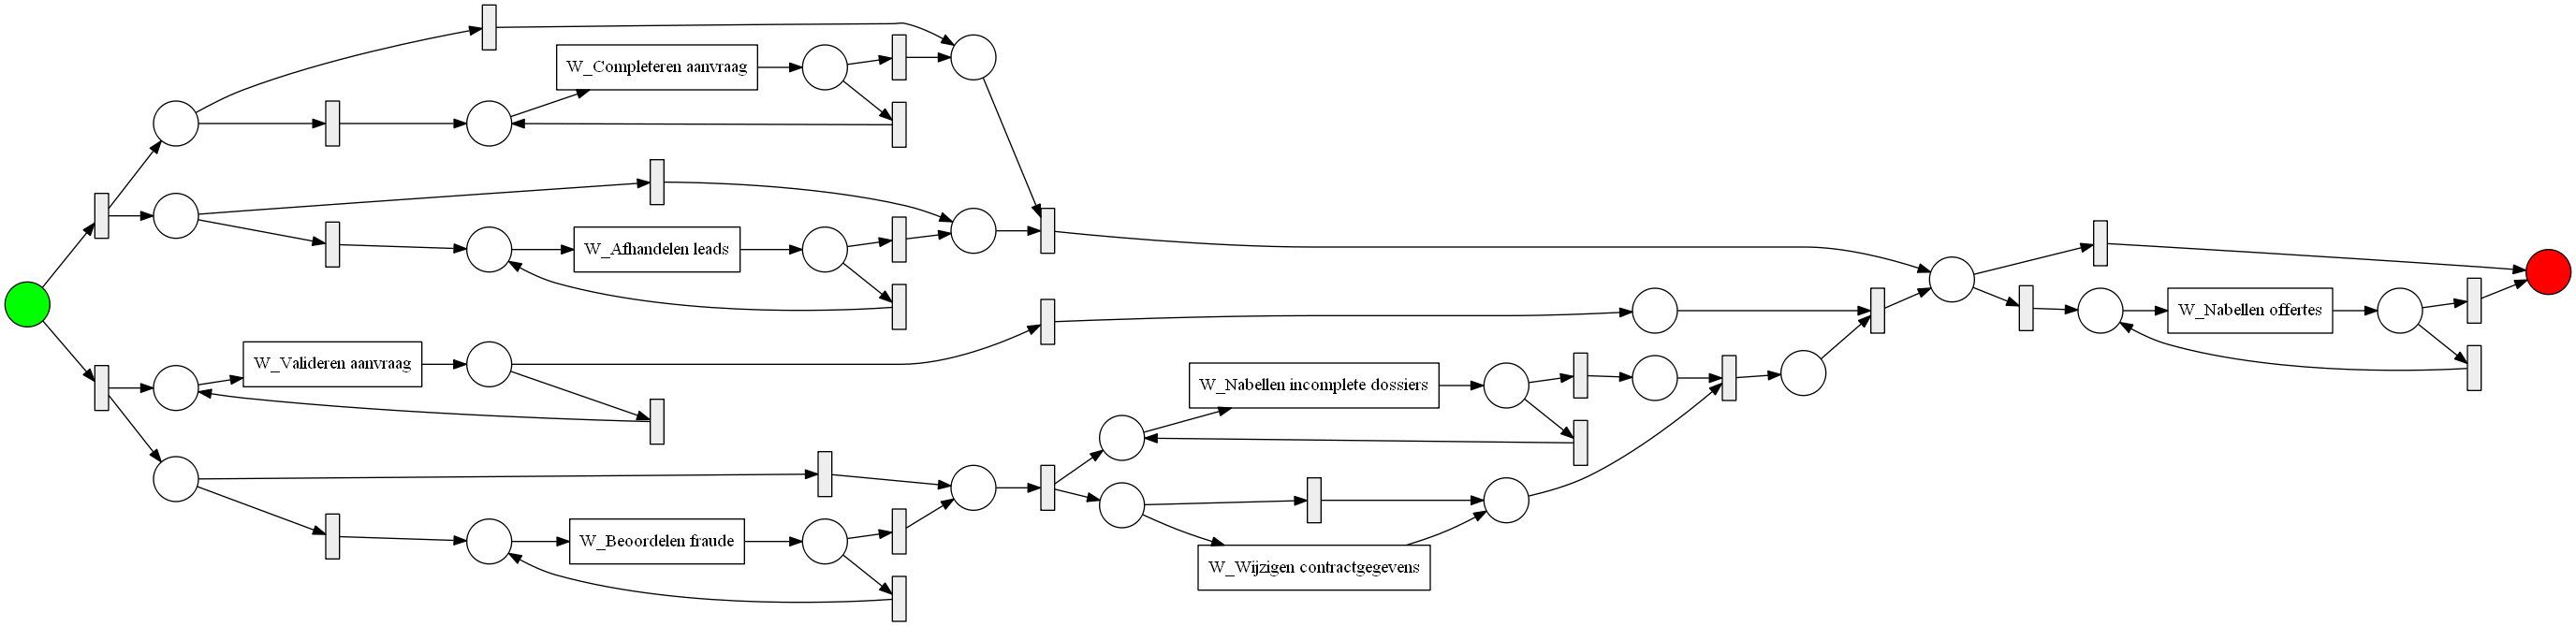 W_Completeren aanvraag
W_Afhandelen leads
W_Valideren aanvraag
W_Nabellen offertes
W_Nabellen incomplete dossiers
W_Beoordelen fraude
W_Wijzigen contractgegevens